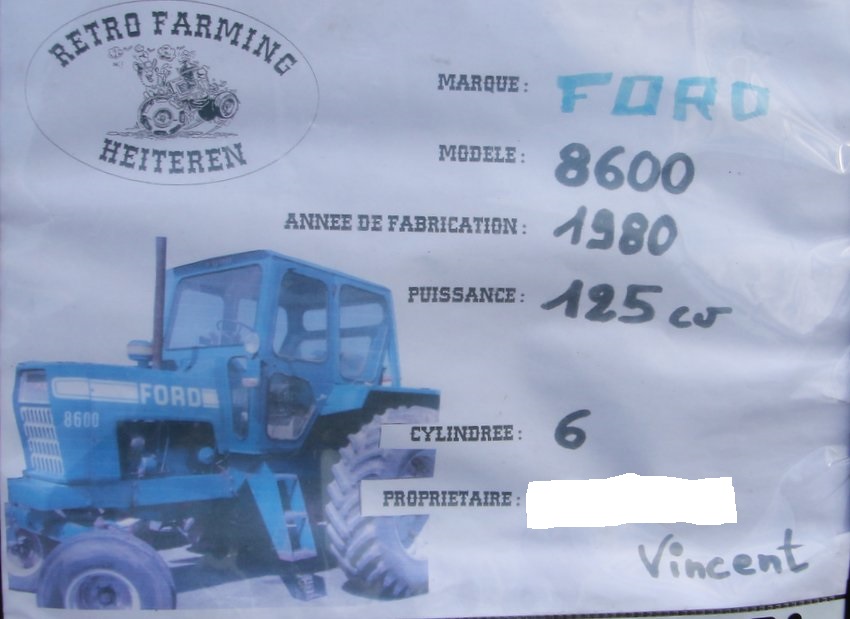 RETRO FARMING
HEITEREN
MARQUE: FORD
MODELE: 8600
ANNEE DE FABRICATION: 1980
PUISSANCE: 125 cv
FORD
8600
CYLINDREE: 6
PROPRIETAIRE:
Vincent